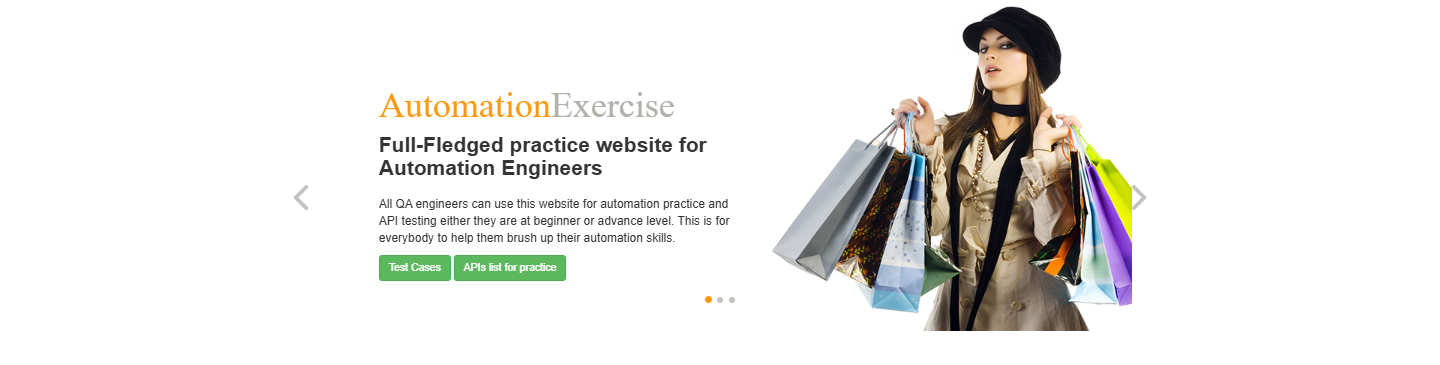 AutomationExercise
Full-Fledged practice website for
Automation Engineers
All QA engineers can use this website for automation practice and
API testing either they are at beginner or advance level. This is for
everybody to help them brush up their automation skills.
Test Cases
APIs list for practice